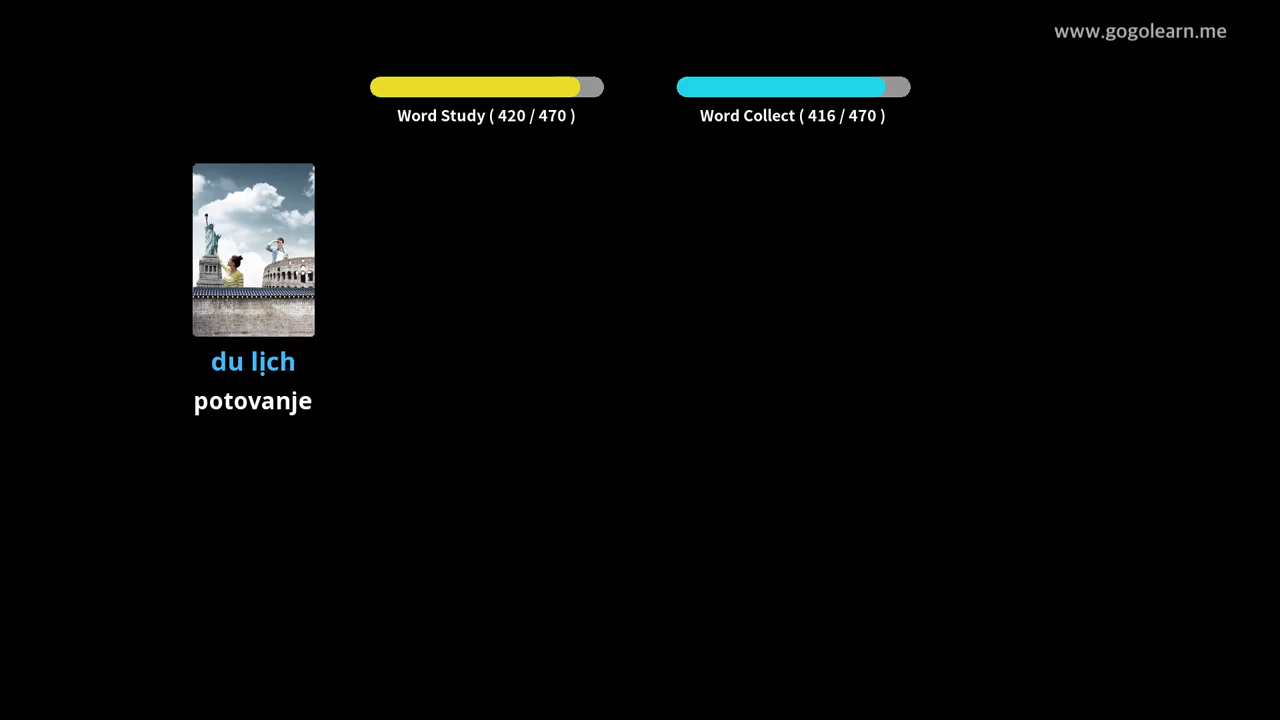 www.gogolearn.me
Word Study ( 420 / 470 )
Word Collect ( 416 / 470 )
du lịch
potovanje